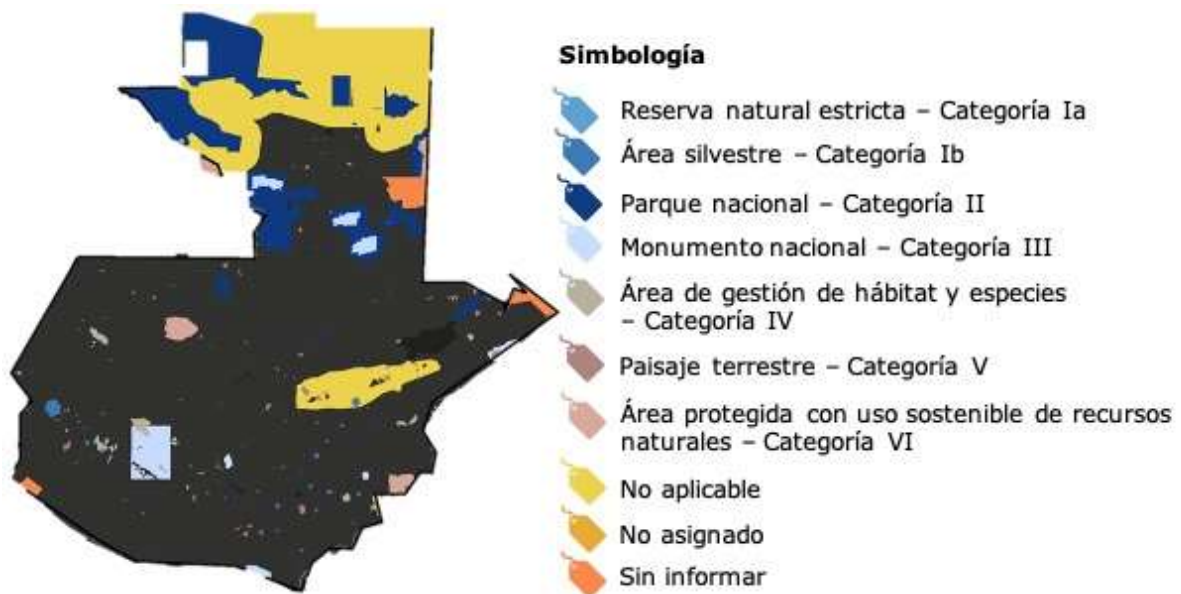 Simbología
Reserva natural estricta – Categoría Ia
Área silvestre – Categoría Ib
Parque nacional – Categoría II
Monumento nacional – Categoría III
Área de gestión de hábitat y especies
– Categoría IV
Paisaje terrestre – Categoría V
Área protegida con uso sostenible de recursos
naturales – Categoría VI
No aplicable
No asignado
Sin informar